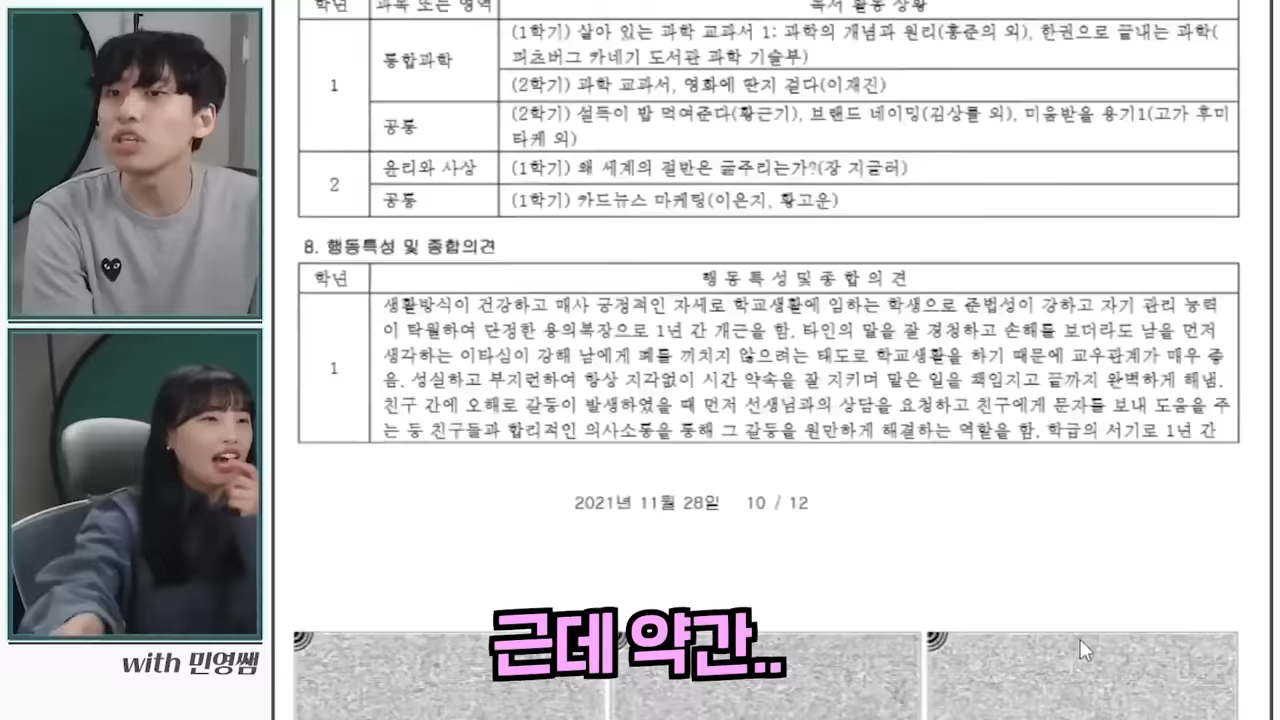 학년 과목 또는 영역 독서 활동 상황
1
통합과학
(1학기) 살아 있는 과학 교과서 1: 과학의 개념과 원리(홍준의 외), 한권으로 끝내는 과학(
피츠버그 카네기 도서관 과학 기술부)
(2학기) 과학 교과서, 영화에 딴지 걸다(이재진)
공통
(2학기) 설득이 밥 먹여준다(황근기), 브랜드 네이밍(김상률 외), 미움받을 용기1(고가 후미
타케 외)
2
윤리와 사상
(1학기) 왜 세계의 절반은 굶주리는가?(장 지글러)
공통
(1학기) 카드뉴스 마케팅(이은지, 황고운)
8. 행동특성 및 종합의견
학년 행 동 특 성 및 종 합 의 견
1
생활방식이 건강하고 매사 긍정적인 자세로 학교생활에 임하는 학생으로 준법성이 강하고 자기 관리 능력
이 탁월하여 단정한 용의복장으로 1년 간 개근을 함. 타인의 말을 잘 경청하고 손해를 보더라도 남을 먼저
생각하는 이타심이 강해 남에게 폐를 끼치지 않으려는 태도로 학교생활을 하기 때문에 교우관계가 매우 좋
음. 성실하고 부지런하여 항상 지각없이 시간 약속을 잘 지키며 맡은 일을 책임지고 끝까지 완벽하게 해냄.
친구 간에 오해로 갈등이 발생하였을 때 먼저 선생님과의 상담을 요청하고 친구에게 문자를 보내 도움을 주
는 등 친구들과 합리적인 의사소통을 통해 그 갈등을 원만하게 해결하는 역할을 함. 학급의 서기로 1년 간
2021년 11월 28일 10 / 12
근데 약간..
with 민영쌤